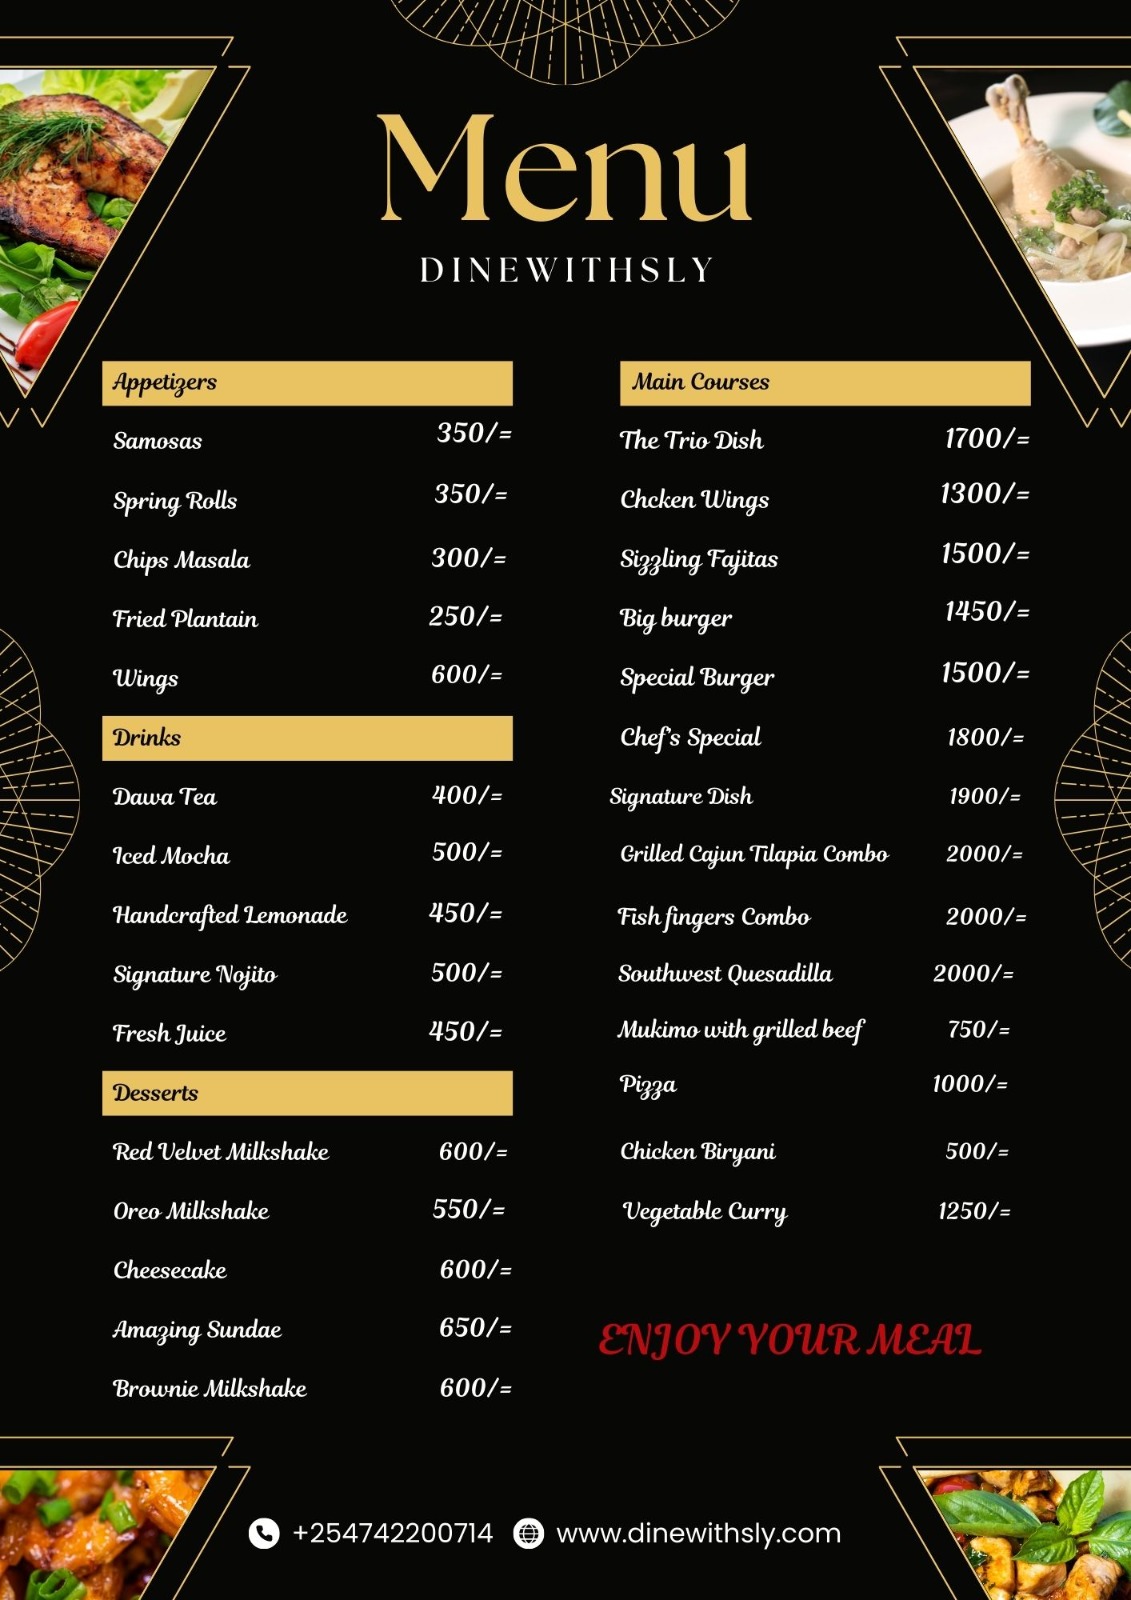 Menu
DINEWITHSLY
Appetizers
Samosas 350/=
Spring Rolls 350/=
Chips Masala 300/=
Fried Plantain 250/=
Wings 600/=
Drinks
Dawa Tea 400/=
Iced Mocha 500/=
Handcrafted Lemonade 450/=
Signature Nojito 500/=
Fresh Juice 450/=
Desserts
Red Velvet Milkshake 600/=
Oreo Milkshake 550/=
Cheesecake 600/=
Amazing Sundae 650/=
Brownie Milkshake 600/=
Main Courses
The Trio Dish 1700/=
Chcken Wings 1300/=
Sizzling Fajitas 1500/=
Big burger 1450/=
Special Burger 1500/=
Chef's Special 1800/=
Signature Dish 1900/=
Grilled Cajun Tilapia Combo 2000/=
Fish fingers Combo 2000/=
Southwest Quesadilla 2000/=
Mukimo with grilled beef 750/=
Pizza 1000/=
Chicken Biryani 500/=
Vegetable Curry 1250/=
ENJOY YOUR MEAL
+254742200714 www.dinewithsly.com